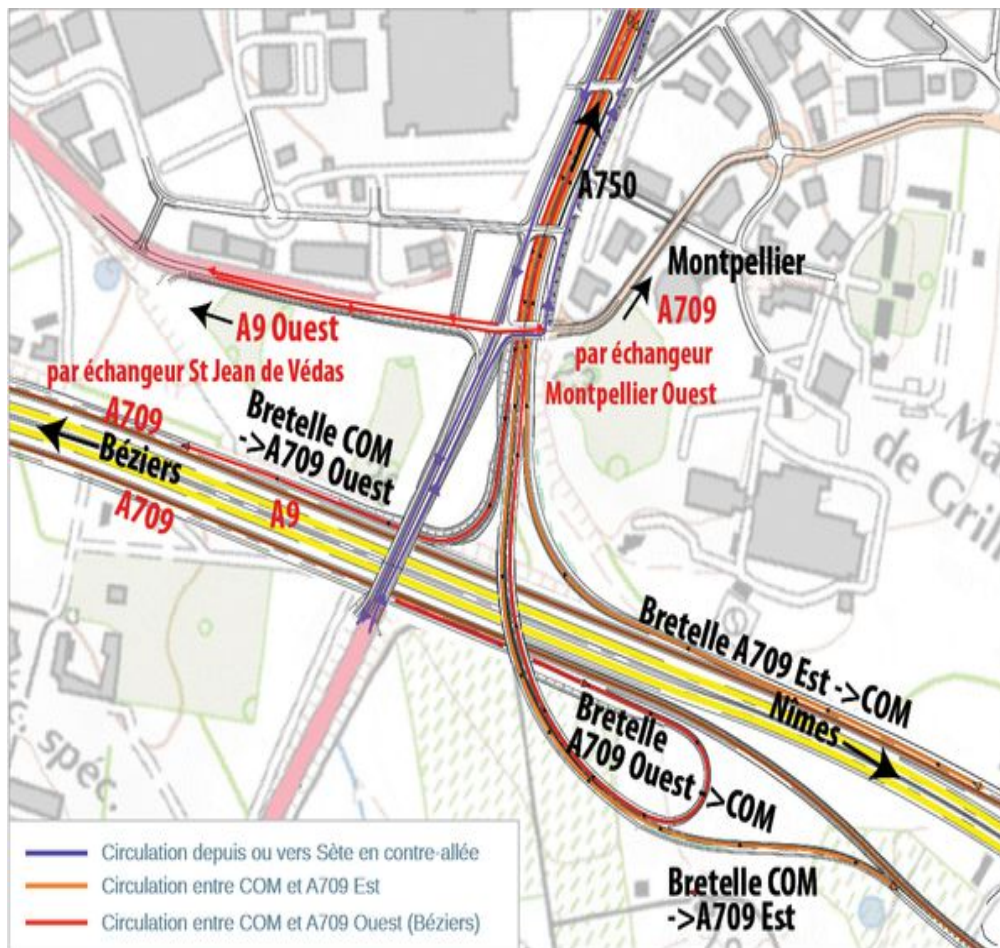 A750
Montpellier
A709
par échangeur
Montpellier Ouest
A9 Ouest
par échangeur St Jean de Védas
A709
Bretelle COM
->A709 Ouest
Béziers
A9
A709
de Grill
Bretelle A709 Est ->COM
Nîmes
Bretelle
A709 Ouest ->COM
c. spéc.
Bretelle COM
->A709 Est
Circulation depuis ou vers Sète en contre-allée
Circulation entre COM et A709 Est
Circulation entre COM et A709 Ouest (Béziers)